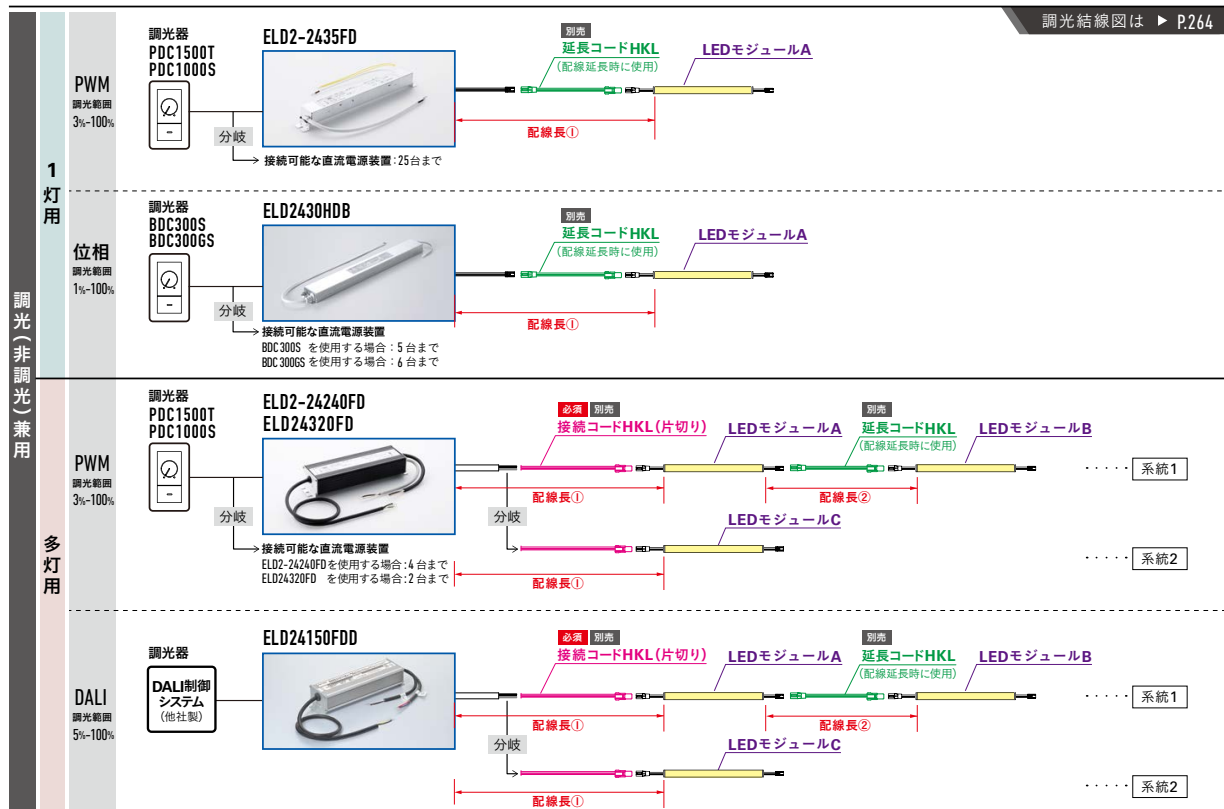 調光結線図は ▶ P.264
調光(非調光)兼用
1灯用
PWM
調光範囲
3%-100%
調光器
PDC1500T
PDC1000S
分岐
ELD2-2435FD
接続可能な直流電源装置:25台まで
別売
延長コードHKL
(配線延長時に使用)
LEDモジュールA
配線長①
位相
調光範囲
1%-100%
調光器
BDC300S
BDC300GS
分岐
ELD2430HDB
接続可能な直流電源装置
BDC300S を使用する場合:5台まで
BDC300GS を使用する場合:6台まで
別売
延長コードHKL
(配線延長時に使用)
LEDモジュールA
配線長①
多灯用
PWM
調光範囲
3%-100%
調光器
PDC1500T
PDC1000S
分岐
ELD2-24240FD
ELD24320FD
接続可能な直流電源装置
ELD2-24240FDを使用する場合:4台まで
ELD24320FD を使用する場合:2台まで
必須 別売
接続コードHKL(片切り)
LEDモジュールA
別売
延長コードHKL
(配線延長時に使用)
LEDモジュールB
・・・・・ 系統1
配線長①
配線長②
分岐
LEDモジュールC
・・・・・ 系統2
配線長①
DALI
調光範囲
5%-100%
調光器
DALI制御
システム
(他社製)
ELD24150FDD
必須 別売
接続コードHKL(片切り)
LEDモジュールA
別売
延長コードHKL
(配線延長時に使用)
LEDモジュールB
・・・・・ 系統1
配線長①
配線長②
分岐
LEDモジュールC
・・・・・ 系統2
配線長①